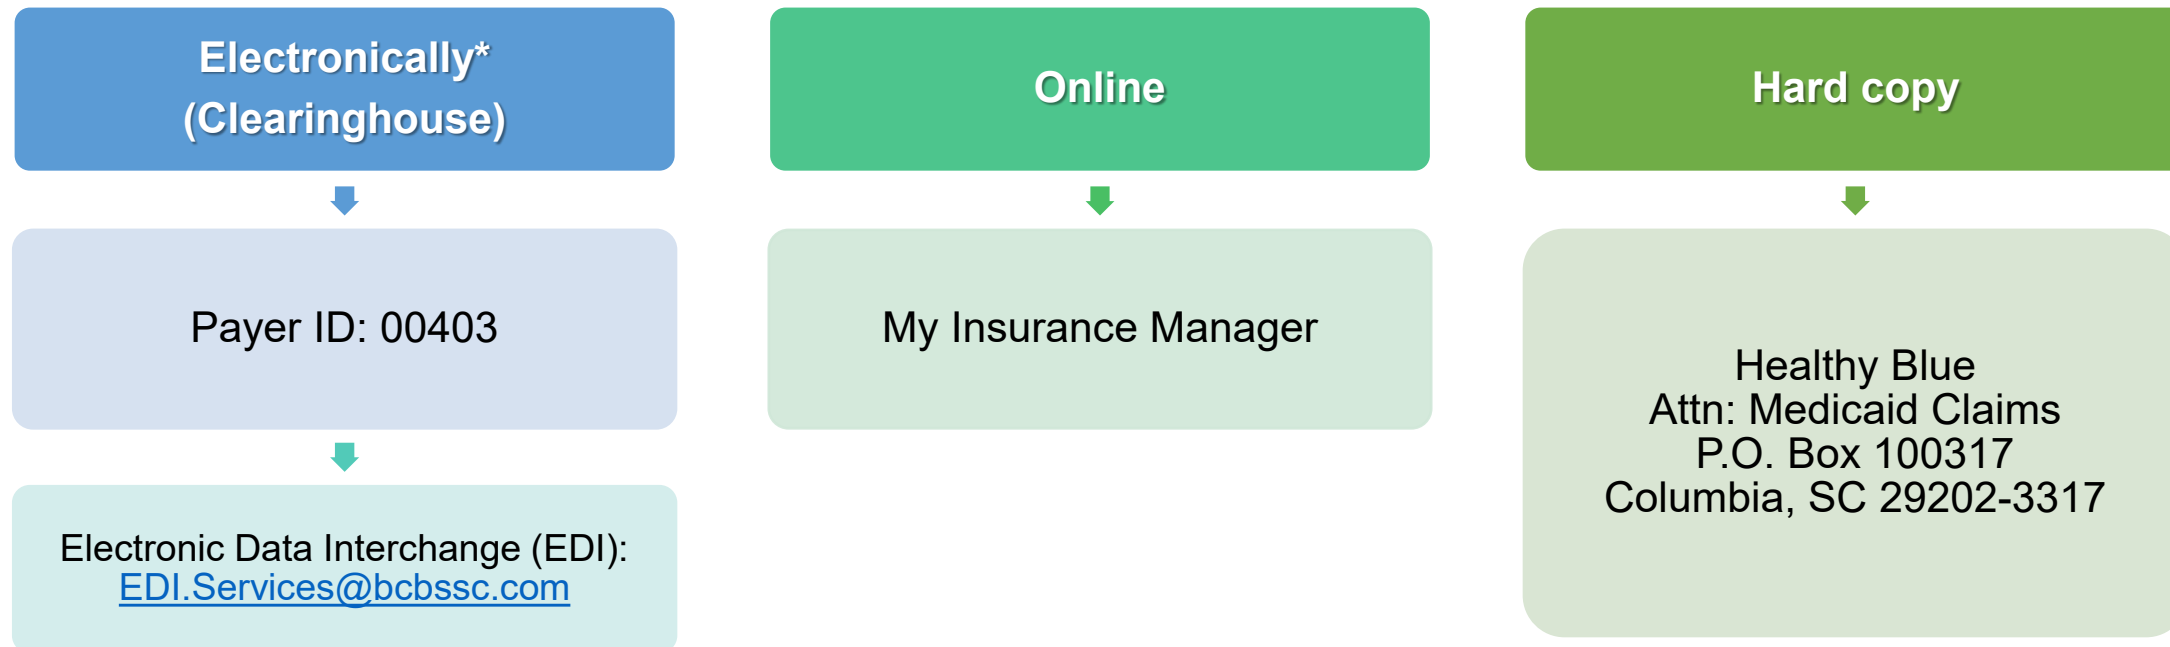 Electronically*
(Clearinghouse)
Payer ID: 00403
Electronic Data Interchange (EDI):
EDI.Services@bcbssc.com
Online
My Insurance Manager
Hard copy
Healthy Blue
Attn: Medicaid Claims
P.O. Box 100317
Columbia, SC 29202-3317